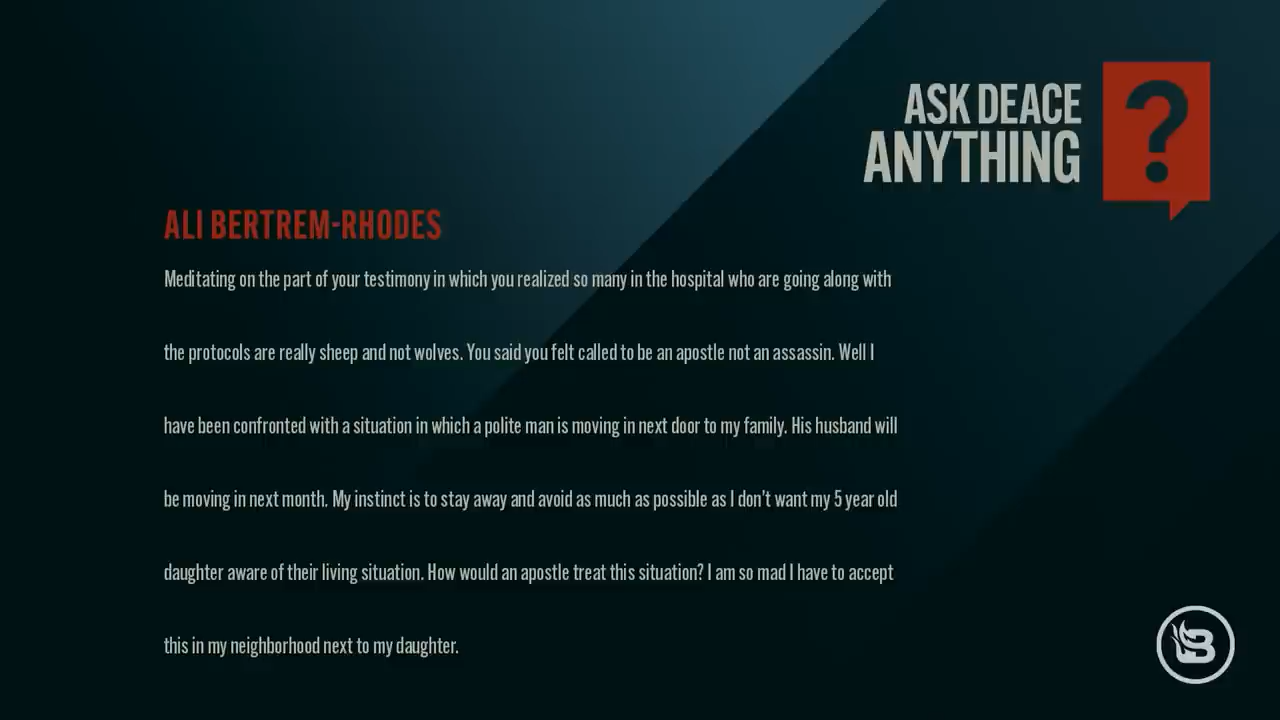 ASK DEACE
ANYTHING
?
ALI BERTREM-RHODES
Meditating on the part of your testimony in which you realized so many in the hospital who are going along with
the protocols are really sheep and not wolves. You said you felt called to be an apostle not an assassin. Well I
have been confronted with a situation in which a polite man is moving in next door to my family. His husband will
be moving in next month. My instinct is to stay away and avoid as much as possible as I don't want my 5 year old
daughter aware of their living situation. How would an apostle treat this situation? I am so mad I have to accept
this in my neighborhood next to my daughter.
B